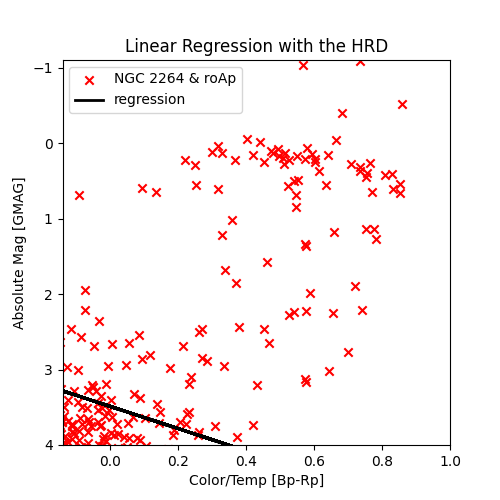 Linear Regression with the HRD
NGC 2264 & roAp
regression
Absolute Mag [GMAG]
−1
0
1
2
3
4
0.0 0.2 0.4 0.6 0.8 1.0
Color/Temp [Bp-Rp]